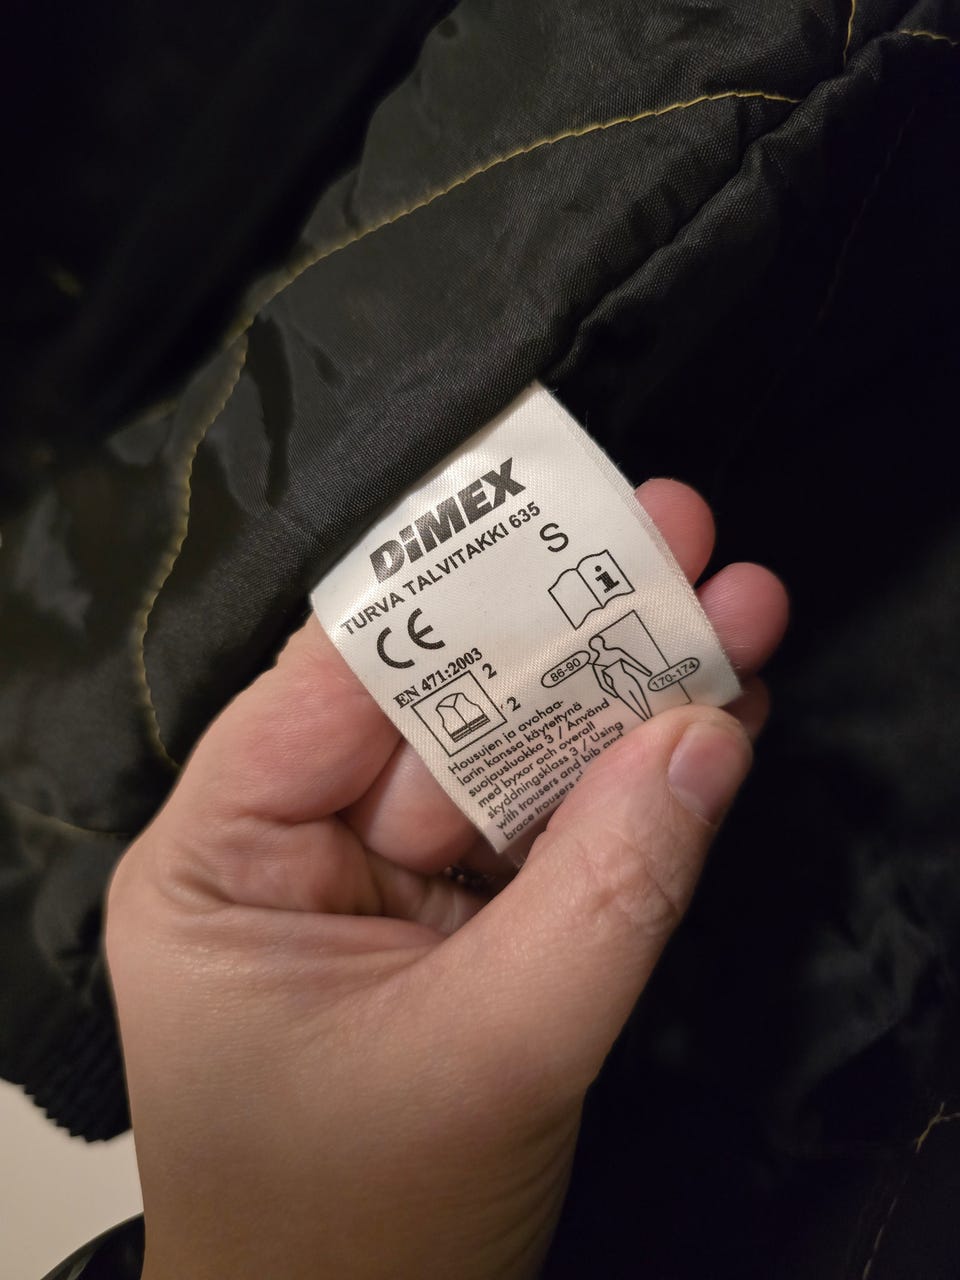 DiMEX
TURVA TALVITAKKI 635
S
CE
i
EN 471:2003
2
2
86-90
170-174
Housujen ja avohaa-
larin kanssa käytettynä
suojausluokka 3 / Använd
med byxor och overall
skyddningsklass 3 / Using
with trousers and bib and
brace trousers